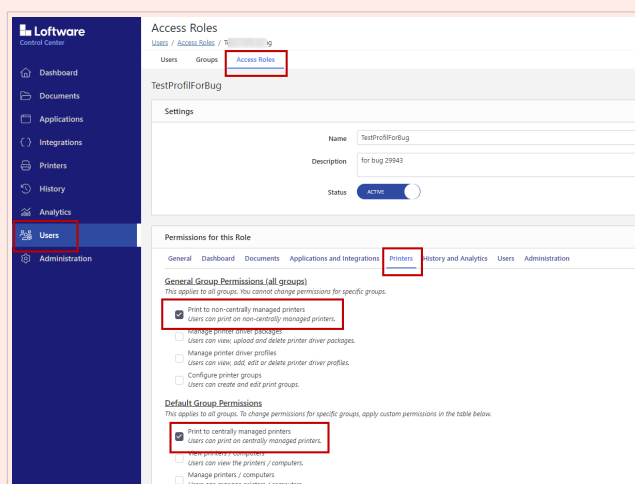 Loftware
Control Center
Dashboard
Documents
Applications
Integrations
Printers
History
Analytics
Users
Administration
Access Roles
Users / Access Roles /
Users Groups Access Roles
TestProfilForBug
Settings
Name TestProfilForBug
Description for bug 29943
Status ACTIVE
Permissions for this Role
General Dashboard Documents Applications and Integrations Printers History and Analytics Users Administration
General Group Permissions (all groups)
This applies to all groups. You cannot change permissions for specific groups.
Print to non-centrally managed printers
Users can print on non-centrally managed printers.
Manage printer driver packages
Users can view, upload and delete printer driver packages.
Manage printer driver profiles
Users can view, add, edit or delete printer driver profiles.
Configure printer groups
Users can create and edit print groups.
Default Group Permissions
This applies to all groups. To change permissions for specific groups, apply custom permissions in the table below.
Print to centrally managed printers
Users can print on centrally managed printers.
View printers / computers
Users can view the printers / computers.
Manage printers / computers
Users can manage printers / computers.